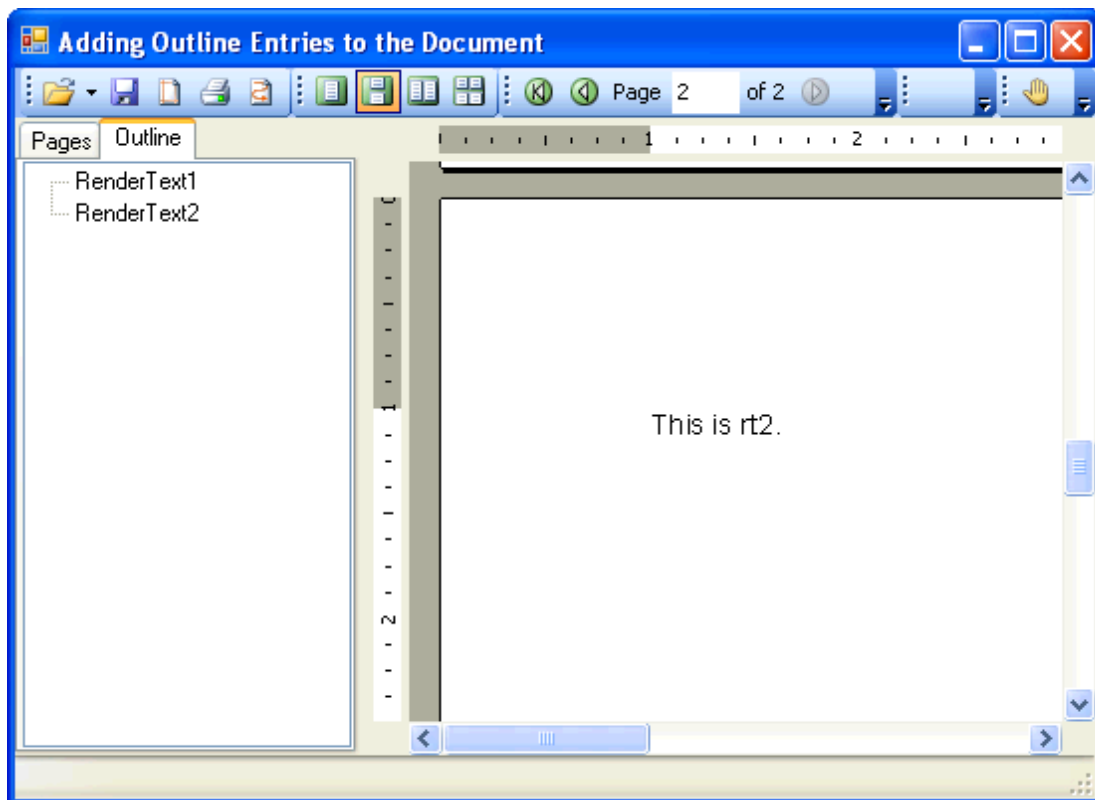 Adding Outline Entries to the Document
Page 2 of 2
Pages Outline
1 2
RenderText1
RenderText2
0
This is rt2.
1
2